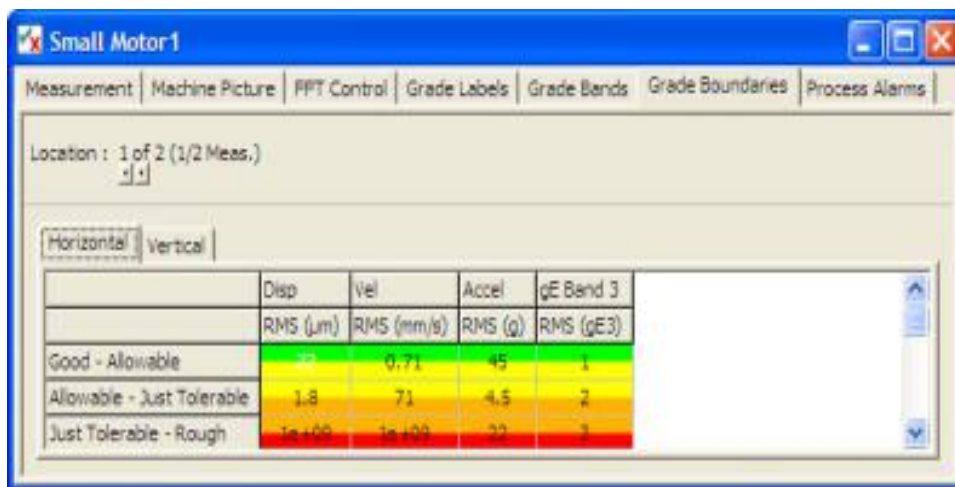 Small Motor1
Measurement Machine Picture FFT Control Grade Labels Grade Bands Grade Boundaries Process Alarms
Location : 1 of 2 (1/2 Meas.)
Horizontal Vertical
Disp Vel Accel gE Band 3
RMS (µm) RMS (mm/s) RMS (g) RMS (gE3)
Good - Allowable 0.71 45 1
Allowable - Just Tolerable 1.8 71 4.5 2
Just Tolerable - Rough 1e+09 1e+09 22 3